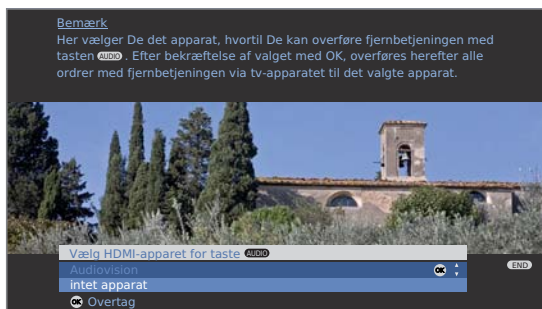 Bemærk
Her vælger De det apparat, hvortil De kan overføre fjernbetjeningen med
tasten AUDIO . Efter bekræftelse af valget med OK, overføres herefter alle
ordrer med fjernbetjeningen via tv-apparatet til det valgte apparat.
Vælg HDMI-apparet for taste AUDIO
Audiovision OK
END
intet apparat
OK Overtag